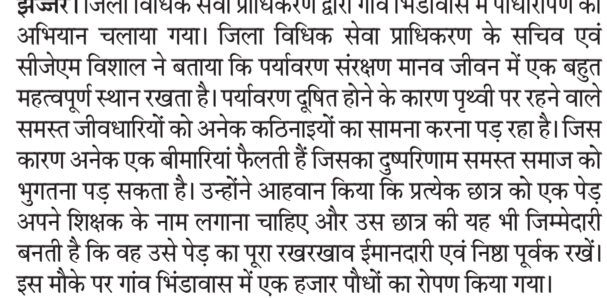 झज्जर। जिला विधिक सेवा प्राधिकरण द्वारा गांव भिंडावास में पौधारोपण का
अभियान चलाया गया। जिला विधिक सेवा प्राधिकरण के सचिव एवं
सीजेएम विशाल ने बताया कि पर्यावरण संरक्षण मानव जीवन में एक बहुत
महत्वपूर्ण स्थान रखता है। पर्यावरण दूषित होने के कारण पृथ्वी पर रहने वाले
समस्त जीवधारियों को अनेक कठिनाइयों का सामना करना पड़ रहा है। जिस
कारण अनेक एक बीमारियां फैलती हैं जिसका दुष्परिणाम समस्त समाज को
भुगतना पड़ सकता है। उन्होंने आहवान किया कि प्रत्येक छात्र को एक पेड़
अपने शिक्षक के नाम लगाना चाहिए और उस छात्र की यह भी जिम्मेदारी
बनती है कि वह उसे पेड़ का पूरा रखरखाव ईमानदारी एवं निष्ठा पूर्वक रखें।
इस मौके पर गांव भिंडावास में एक हजार पौधों का रोपण किया गया।